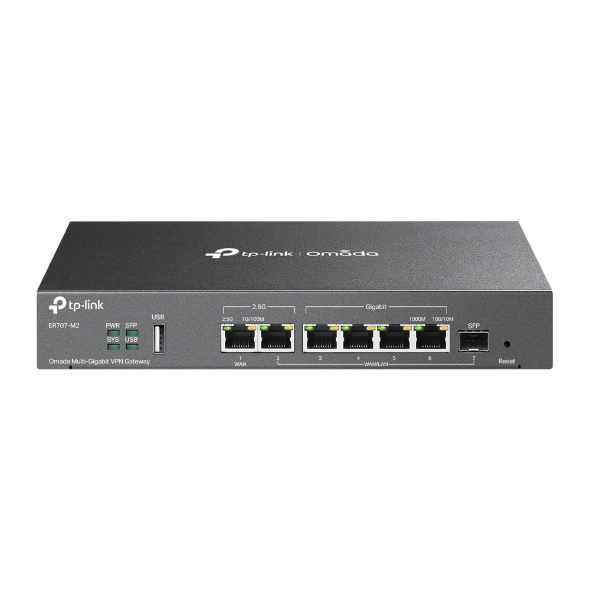 tp-link | Omada
tp-link
ER707-M2
PWR SFP
SYS USB
Omada Multi-Gigabit VPN Gateway
USB
2.5G
2.5G 1G/100M
1 2
WAN
Gigabit
1000M 100/10M
3 4 5 6
WAN/LAN
SFP
7
Reset